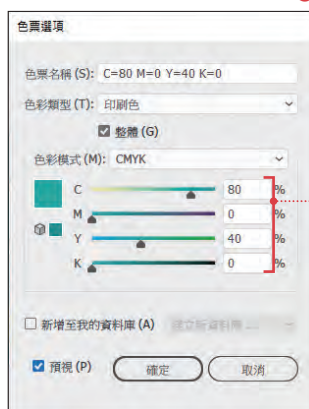 色票選項
色票名稱 (S): C=80 M=0 Y=40 K=0
色彩類型 (T): 印刷色
整體 (G)
色彩模式 (M): CMYK
C 80 %
M 0 %
Y 40 %
K 0 %
新增至我的資料庫 (A)
預視 (P) 確定 取消